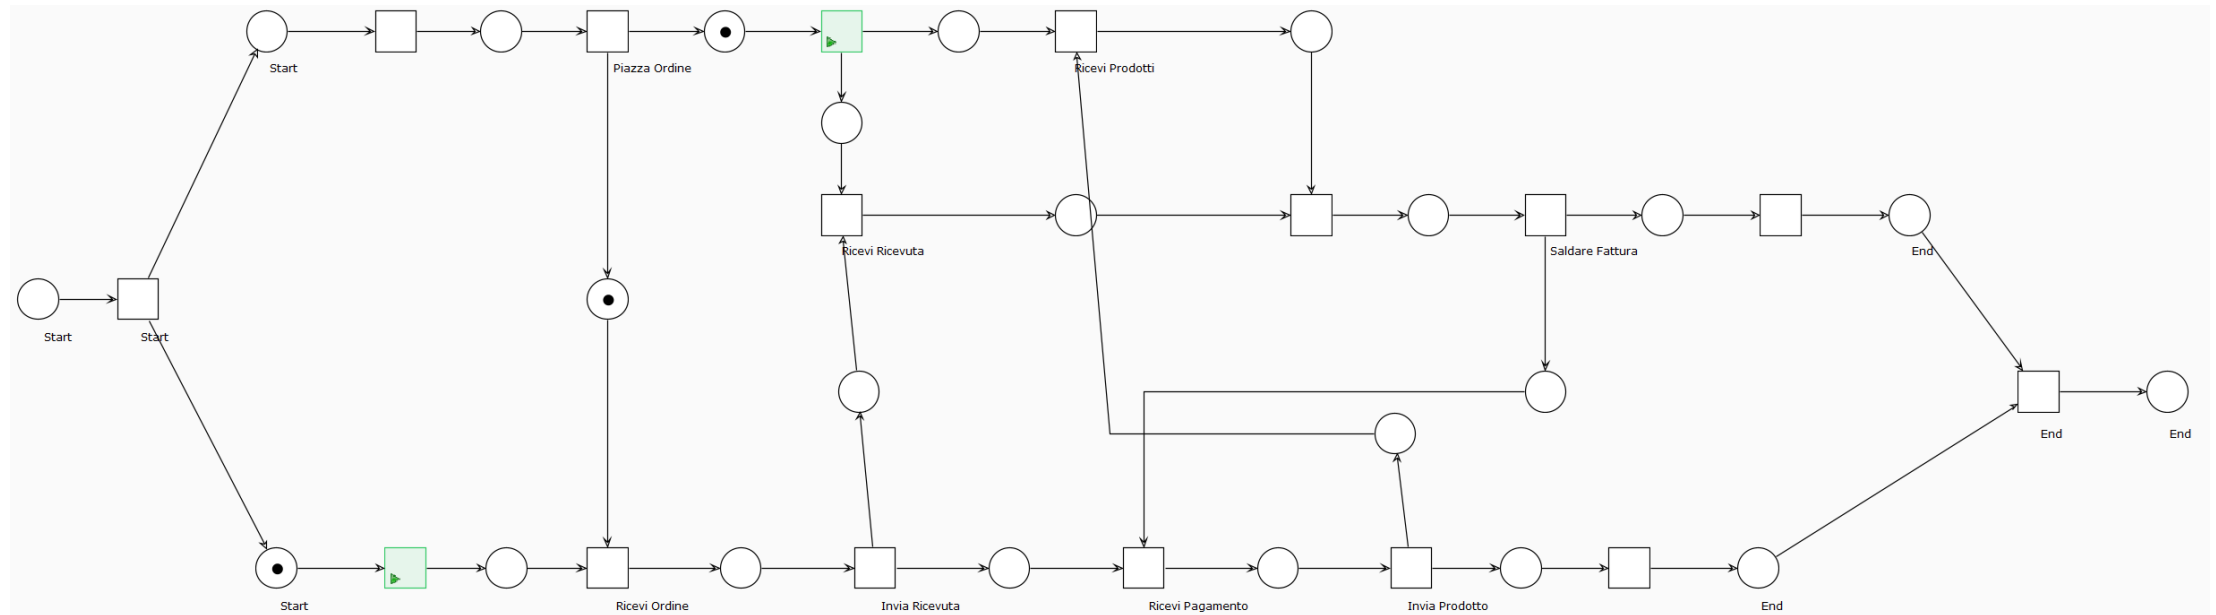 Start
Piazza Ordine
Ricevi Prodotti
Ricevi Ricevuta
Saldare Fattura
End
Start
Start
End
End
Start
Ricevi Ordine
Invia Ricevuta
Ricevi Pagamento
Invia Prodotto
End